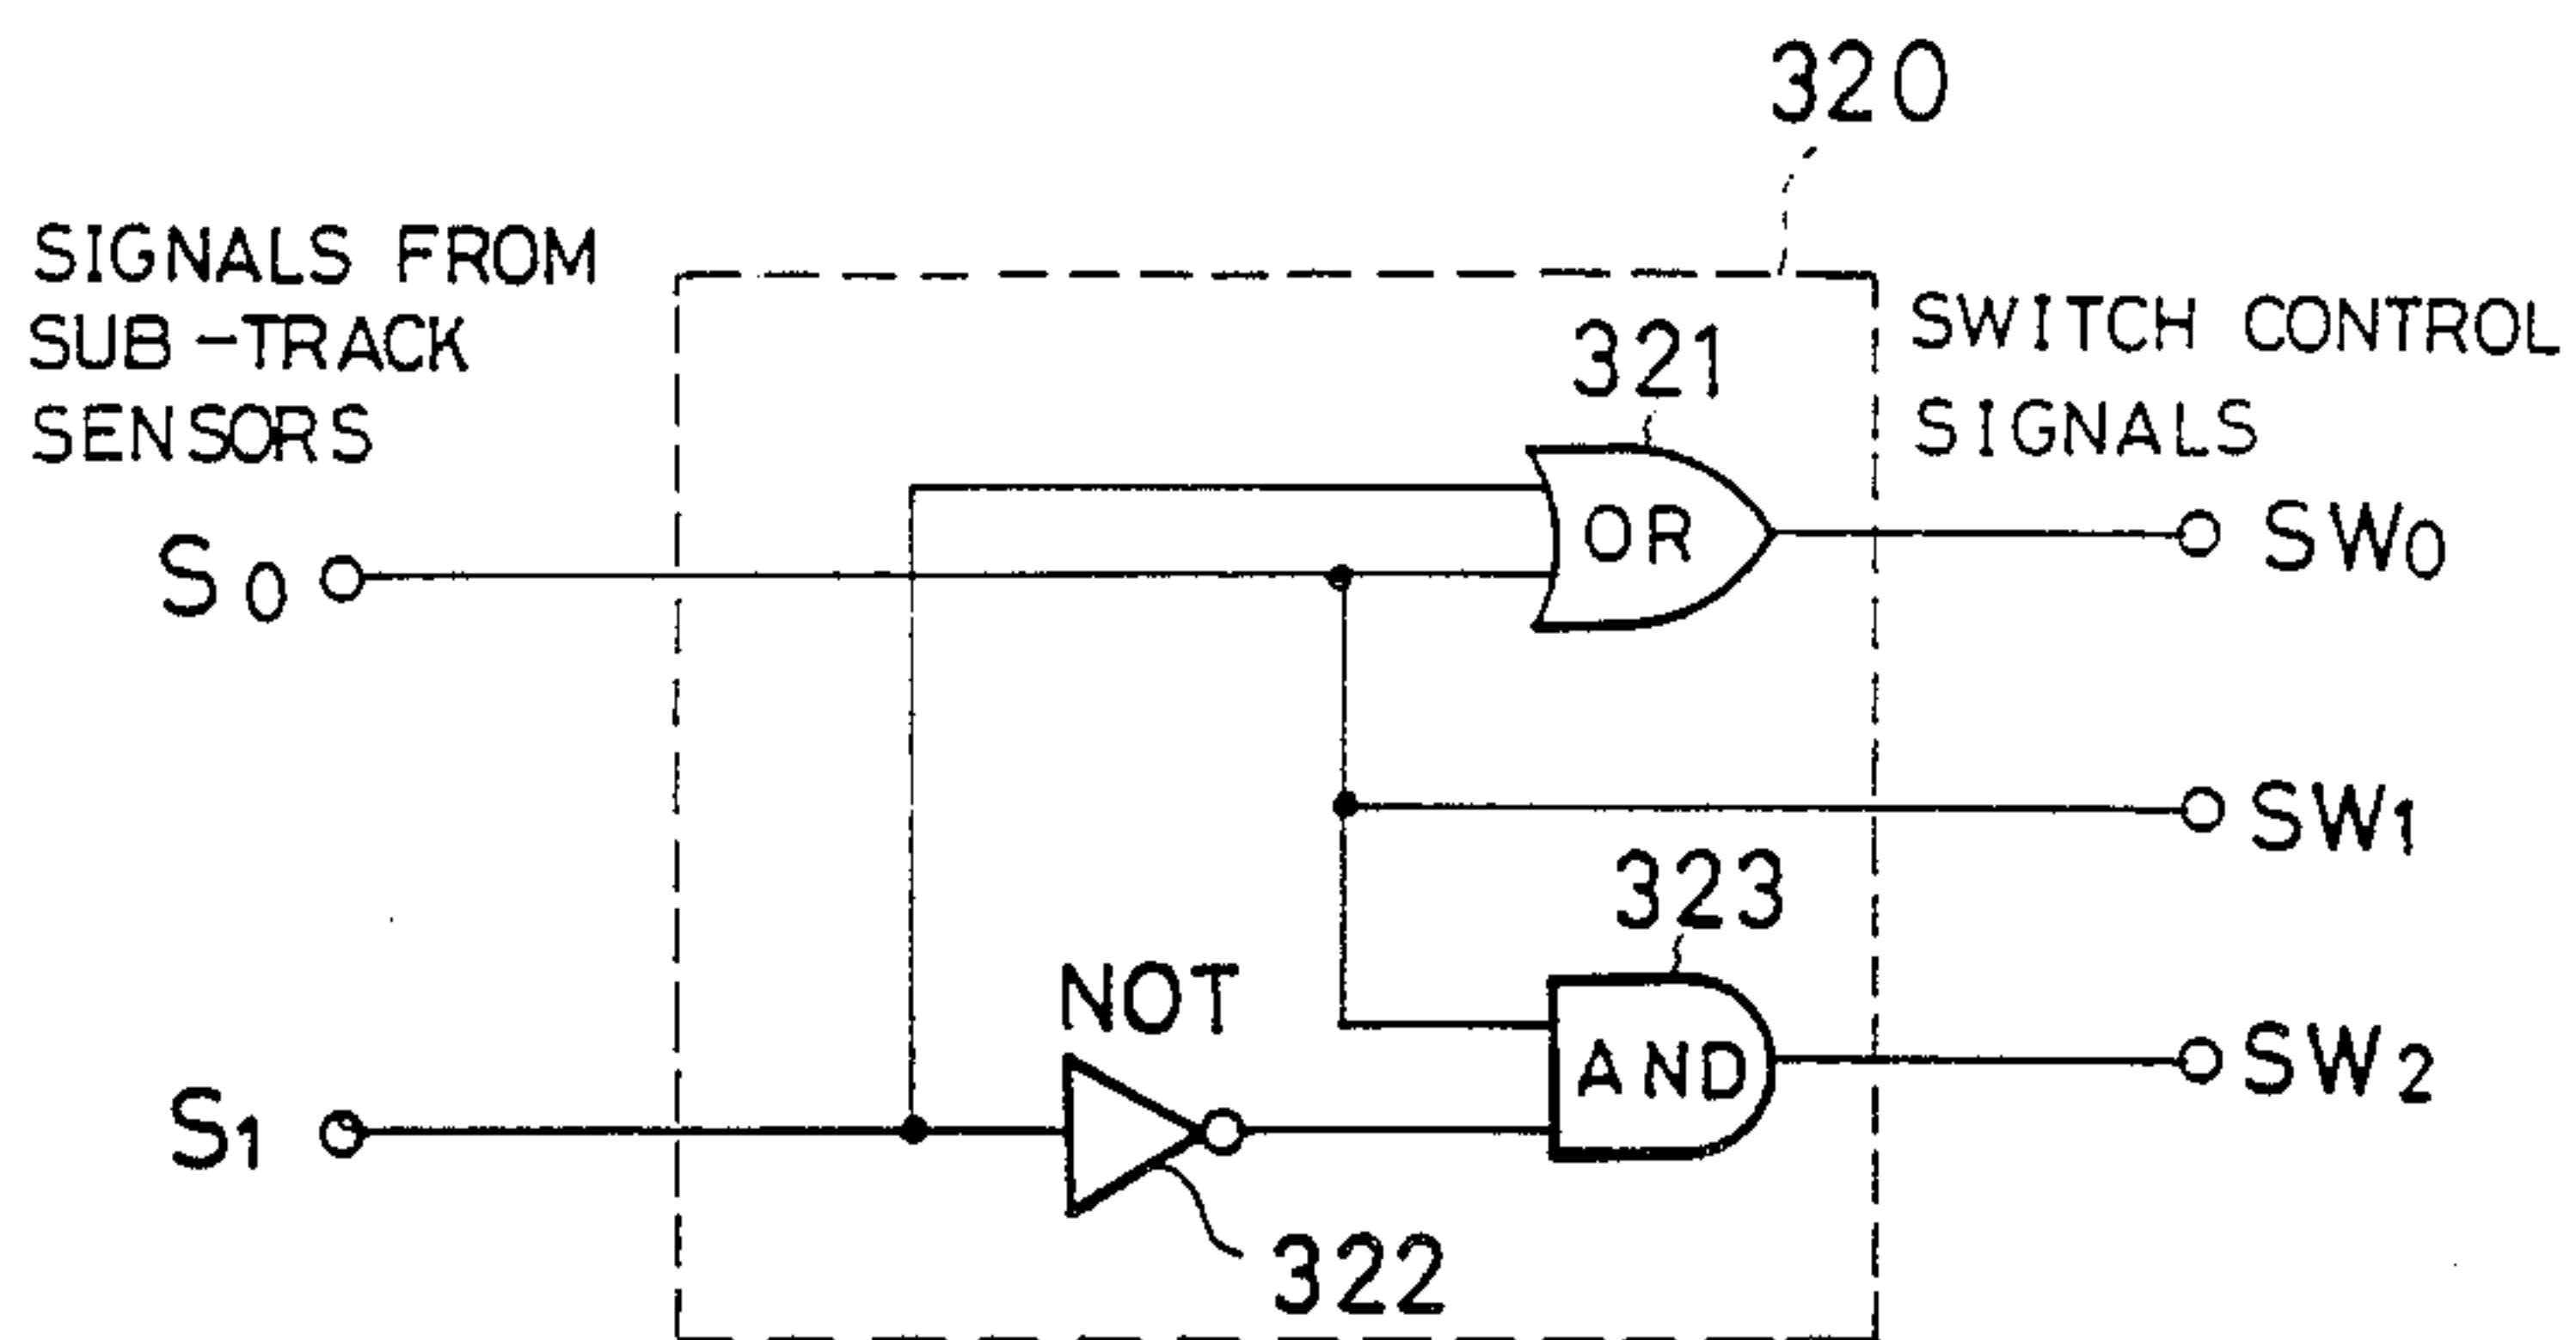 320
SIGNALS FROM
SUB-TRACK
SENSORS
SWITCH CONTROL
SIGNALS
321
OR
S0
SW0
SW1
323
NOT
AND
S1
SW2
322